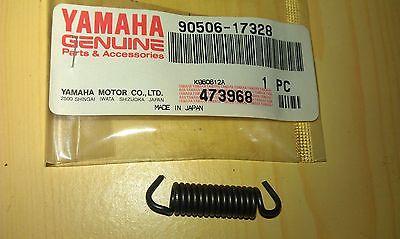 YAMAHA
GENUINE
Parts & Accessories
90506-17328
K960812A
1 PC
YAMAHA MOTOR CO., LTD.
2500 SHINGAI IWATA SHIZUOKA JAPAN
473968
MADE IN JAPAN